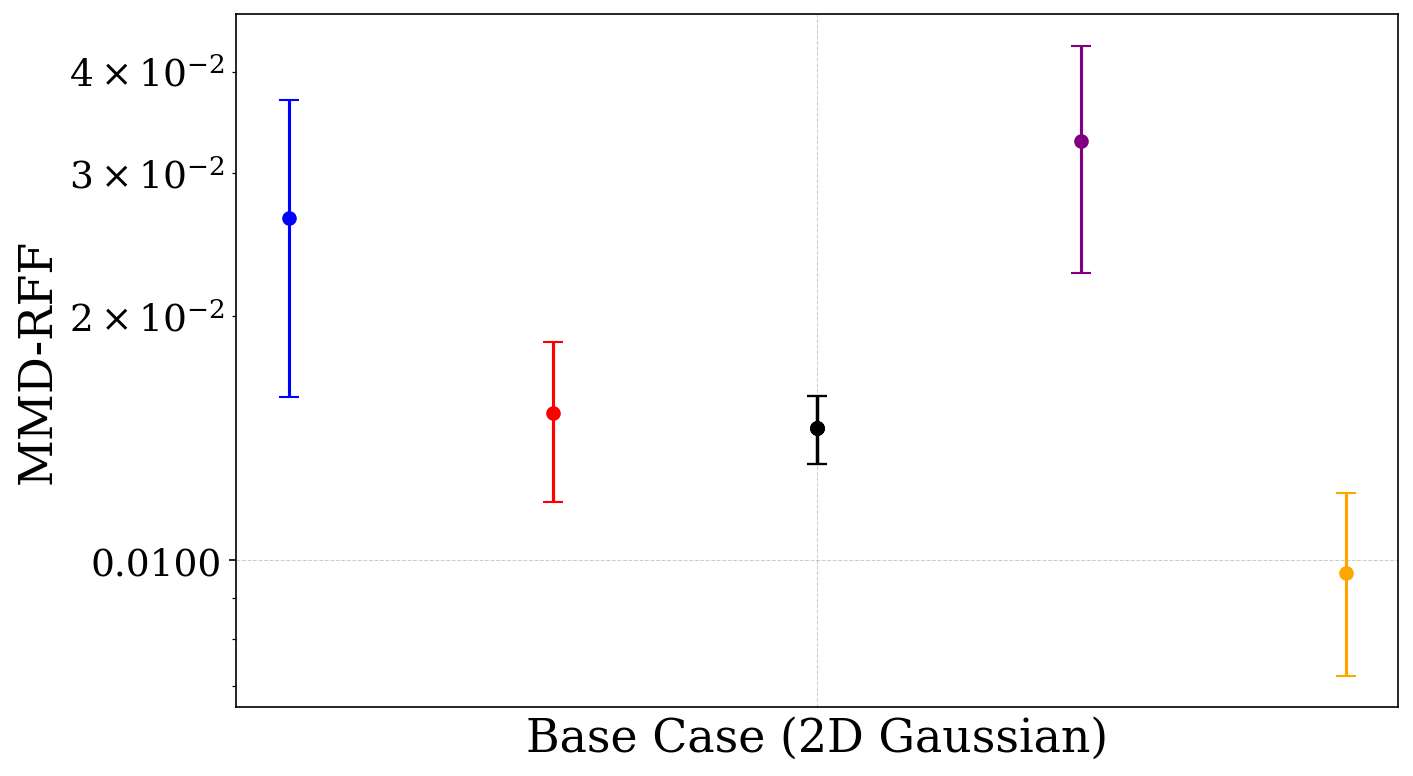 MMD-RFF
4 × 10⁻²
3 × 10⁻²
2 × 10⁻²
0.0100
Base Case (2D Gaussian)